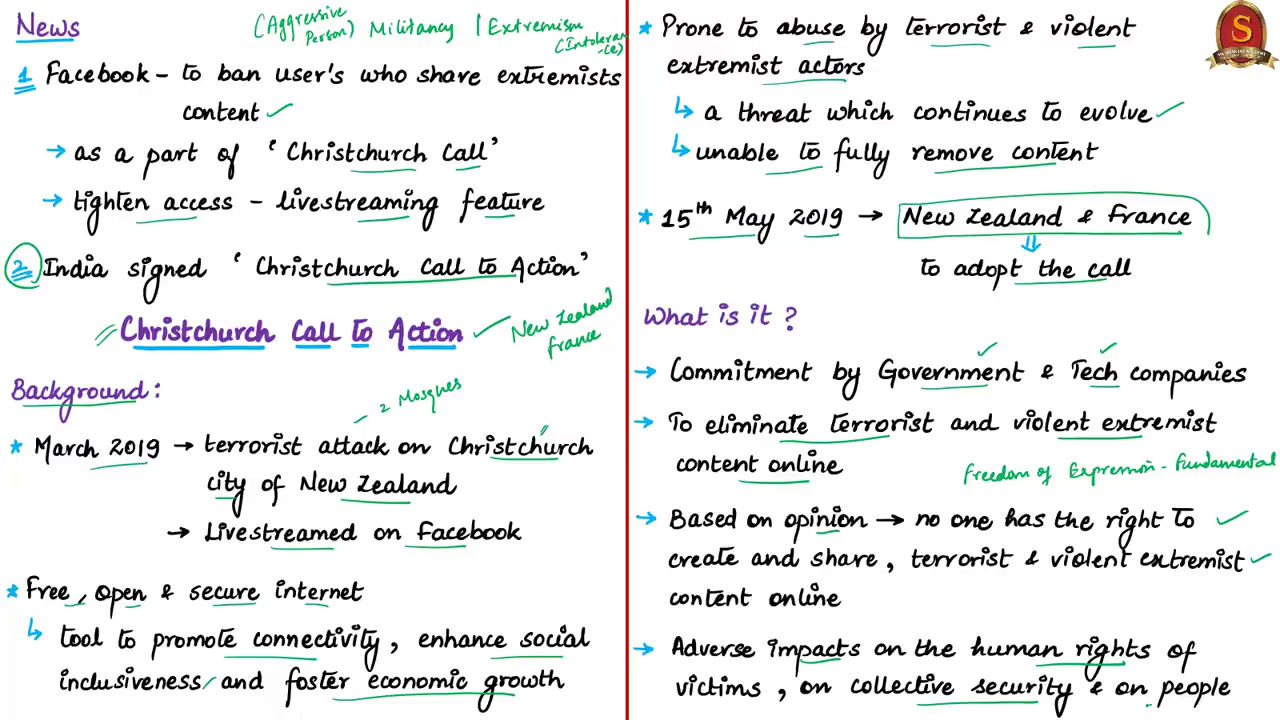 News
(Aggressive Person) Militancy | Extremism (Intolerance)
1 Facebook - to ban user's who share extremists
content
→ as a part of 'Christchurch Call'
→ tighten access - livestreaming feature
2 India signed 'Christchurch Call to Action'
Christchurch Call to Action
New Zealand
France
Background:
2 Mosques
* March 2019 → terrorist attack on Christchurch
city of New Zealand
→ Livestreamed on Facebook
* Free, open & secure internet
↳ tool to promote connectivity, enhance social
inclusiveness and foster economic growth
* Prone to abuse by terrorist & violent
extremist actors
↳ a threat which continues to evolve
↳ unable to fully remove content
* 15th May 2019 → New Zealand & France
⇓
to adopt the call
What is it?
→ Commitment by Government & Tech companies
→ To eliminate terrorist and violent extremist
content online
Freedom of Expression - Fundamental
→ Based on opinion → no one has the right to
create and share, terrorist & violent extremist
content online
→ Adverse impacts on the human rights of
victims, on collective security & on people
S